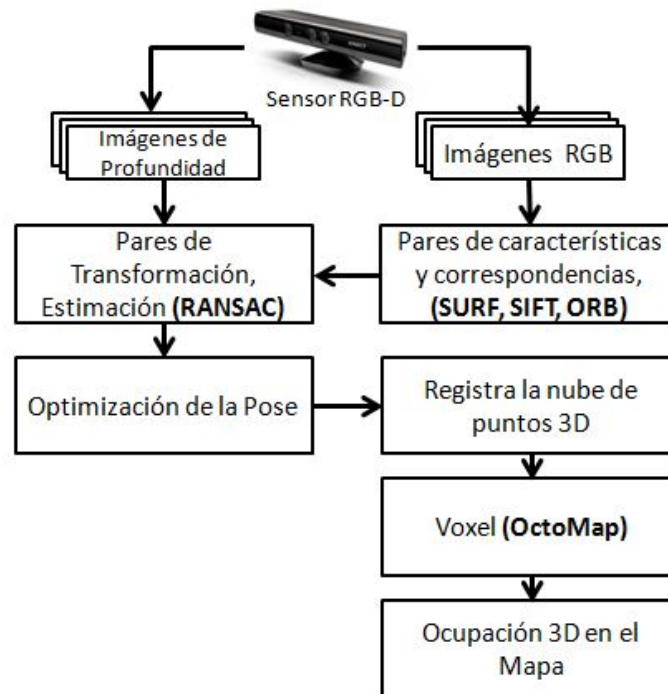 Sensor RGB-D
Imágenes de
Profundidad
Imágenes RGB
Pares de
Transformación,
Estimación (RANSAC)
Pares de características
y correspondencias,
(SURF, SIFT, ORB)
Optimización de la Pose
Registra la nube de
puntos 3D
Voxel (OctoMap)
Ocupación 3D en el
Mapa